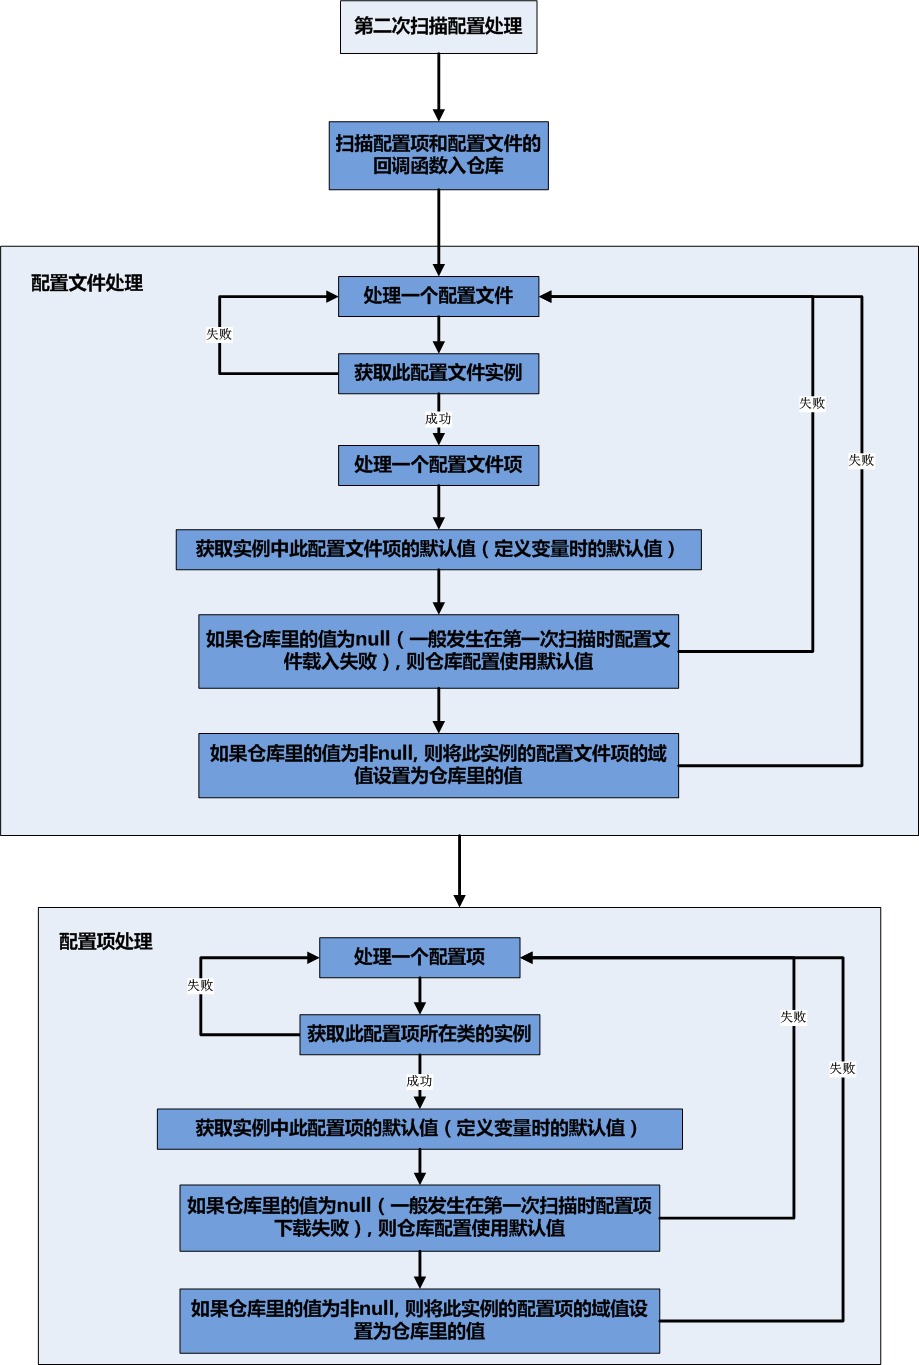 第二次扫描配置处理
扫描配置项和配置文件的
回调函数入仓库
配置文件处理
处理一个配置文件
失败
获取此配置文件实例
失败
成功
失败
处理一个配置文件项
获取实例中此配置文件项的默认值（定义变量时的默认值）
如果仓库里的值为null（一般发生在第一次扫描时配置文
件载入失败）, 则仓库配置使用默认值
如果仓库里的值为非null, 则将此实例的配置文件项的域
值设置为仓库里的值
配置项处理
处理一个配置项
失败
失败
获取此配置项所在类的实例
失败
成功
获取实例中此配置项的默认值（定义变量时的默认值）
如果仓库里的值为null（一般发生在第一次扫描时配置项
下载失败）, 则仓库配置使用默认值
如果仓库里的值为非null, 则将此实例的配置项的域值设
置为仓库里的值